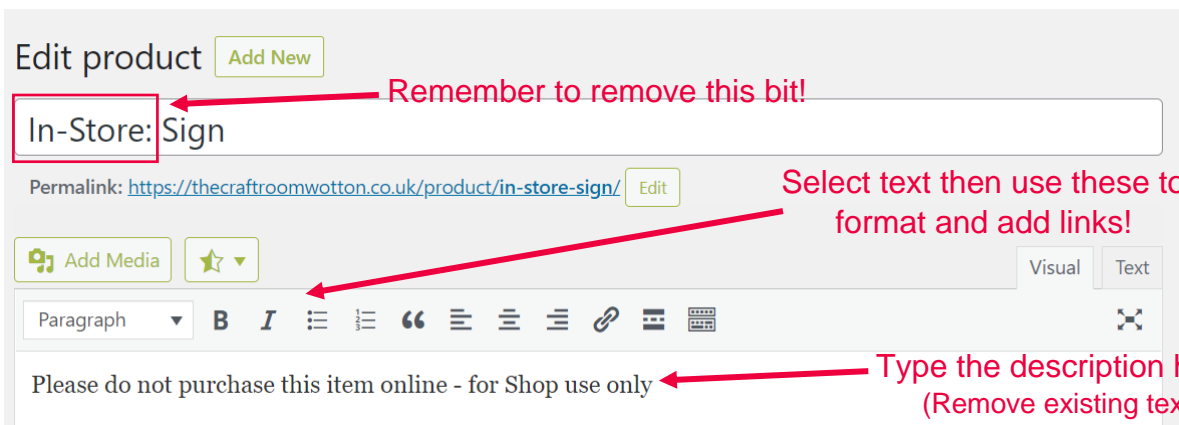 Edit product Add New
Remember to remove this bit!
In-Store: Sign
Permalink: https://thecraftroomwotton.co.uk/product/in-store-sign/ Edit
Select text then use these to
format and add links!
Add Media
Visual Text
Paragraph B I
Please do not purchase this item online - for Shop use only
Type the description
(Remove existing